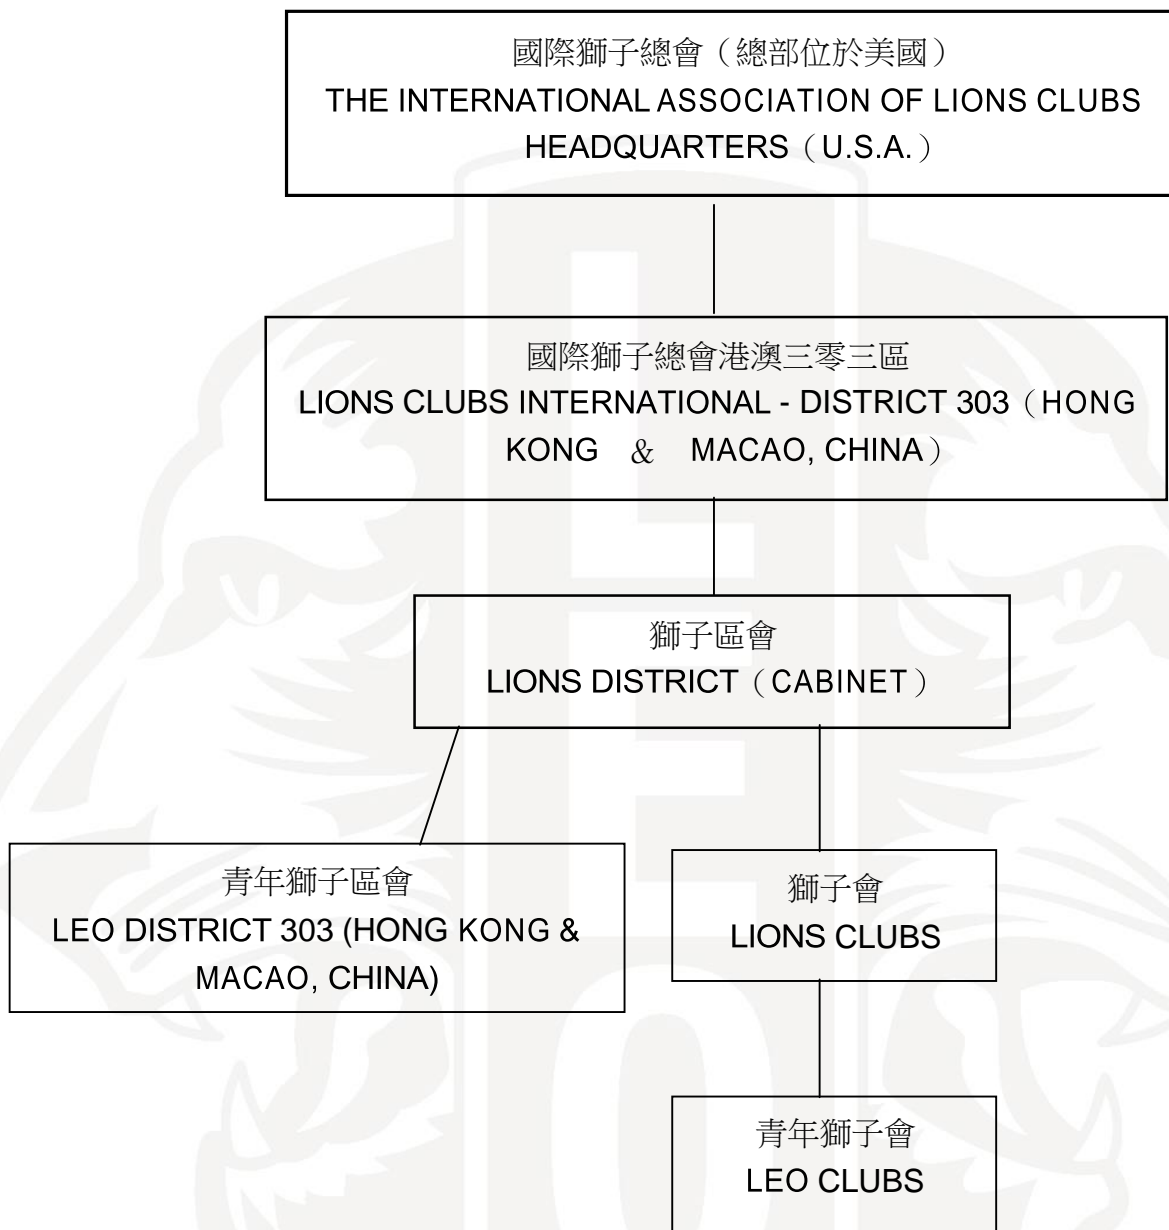 國際獅子總會（總部位於美國）
THE INTERNATIONAL ASSOCIATION OF LIONS CLUBS
HEADQUARTERS（U.S.A.）
國際獅子總會港澳三零三區
LIONS CLUBS INTERNATIONAL - DISTRICT 303（HONG
KONG & MACAO, CHINA）
獅子區會
LIONS DISTRICT（CABINET）
青年獅子區會
LEO DISTRICT 303 (HONG KONG &
MACAO, CHINA)
獅子會
LIONS CLUBS
青年獅子會
LEO CLUBS